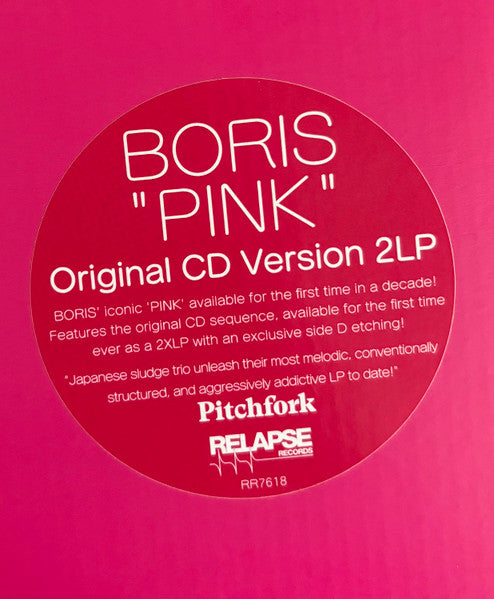 BORIS
"PINK"
Original CD Version 2LP
BORIS' iconic 'PINK' available for the first time in a decade!
Features the original CD sequence, available for the first time
ever as a 2XLP with an exclusive side D etching!
"Japanese sludge trio unleash their most melodic, conventionally
structured, and aggressively addictive LP to date!"
Pitchfork
RELAPSE
RECORDS
RR7618